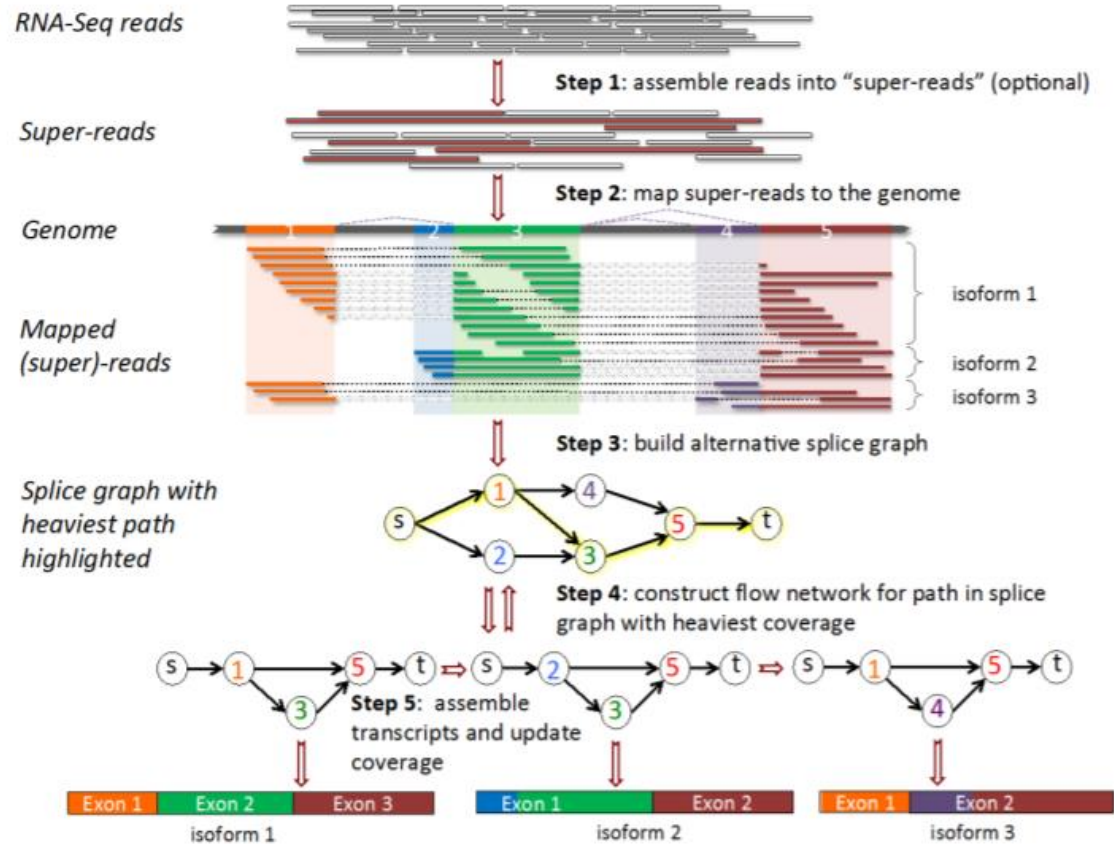 RNA-Seq reads
Step 1: assemble reads into “super-reads” (optional)
Super-reads
Step 2: map super-reads to the genome
Genome
1 2 3 4 5
Mapped
(super)-reads
isoform 1
isoform 2
isoform 3
Step 3: build alternative splice graph
Splice graph with
heaviest path
highlighted
1 4
s 5 t
2 3
Step 4: construct flow network for path in splice
graph with heaviest coverage
s 1 5 t s 2 5 t s 1 5 t
3 3 4
Step 5: assemble
transcripts and update
coverage
Exon 1 Exon 2 Exon 3 Exon 1 Exon 2 Exon 1 Exon 2
isoform 1 isoform 2 isoform 3